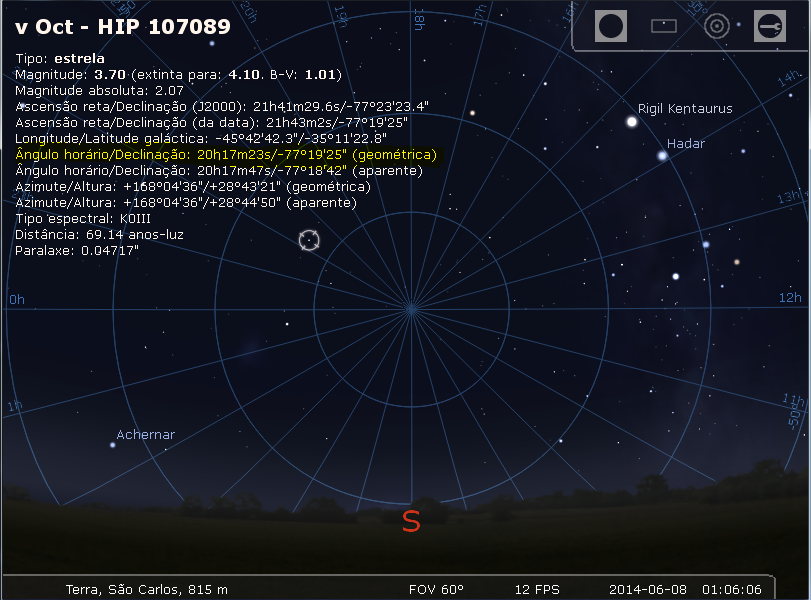 ν Oct - HIP 107089
Tipo: estrela
Magnitude: 3.70 (extinta para: 4.10. B-V: 1.01)
Magnitude absoluta: 2.07
Ascensão reta/Declinação (J2000): 21h41m29.6s/-77°23'23.4"
Ascensão reta/Declinação (da data): 21h43m2s/-77°19'25"
Longitude/Latitude galáctica: -45°42'42.3"/-35°11'22.8"
Ângulo horário/Declinação: 20h17m23s/-77°19'25" (geométrica)
Ângulo horário/Declinação: 20h17m47s/-77°18'42" (aparente)
Azimute/Altura: +168°04'36"/+28°43'21" (geométrica)
Azimute/Altura: +168°04'36"/+28°44'50" (aparente)
Tipo espectral: K0III
Distância: 69.14 anos-luz
Paralaxe: 0.04717"
20h
19h
18h
17h
16h
14h
Rigil Kentaurus
Hadar
13h
0h
12h
1h
11h
-50°
Achernar
S
Terra, São Carlos, 815 m
FOV 60°
12 FPS
2014-06-08
01:06:06